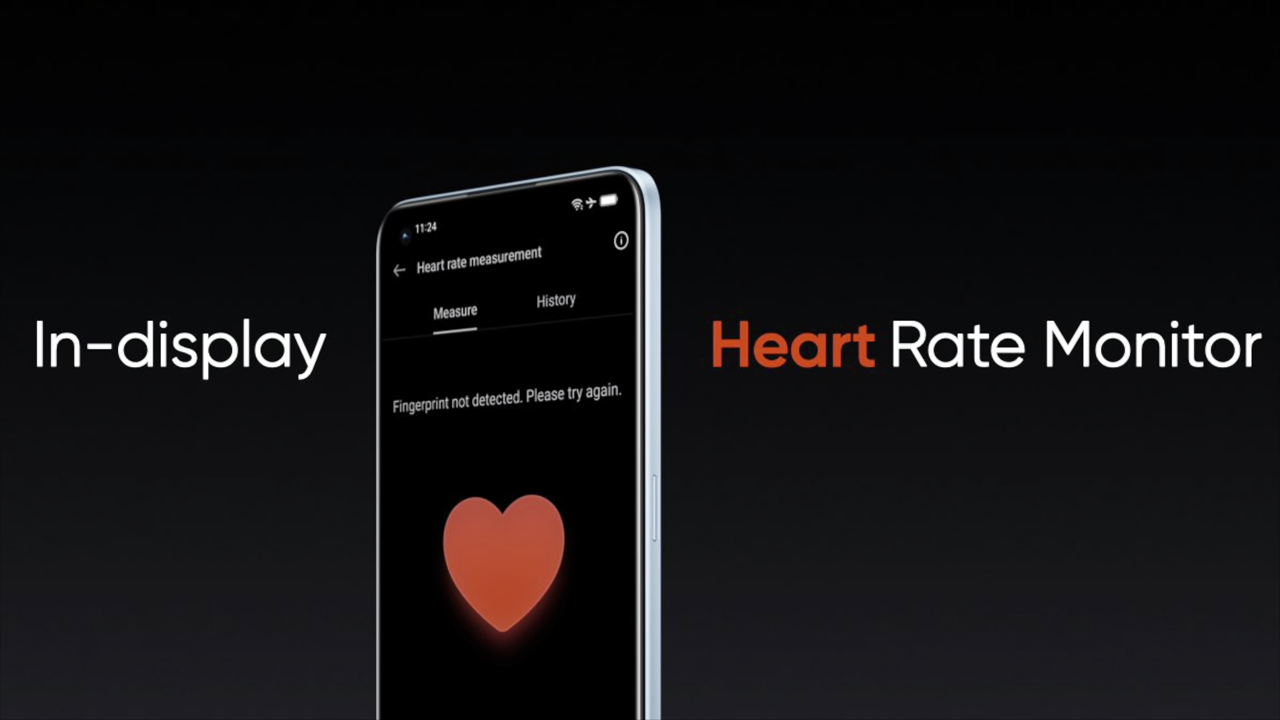 11:24
Heart rate measurement
Measure History
Fingerprint not detected. Please try again.
In-display
Heart Rate Monitor